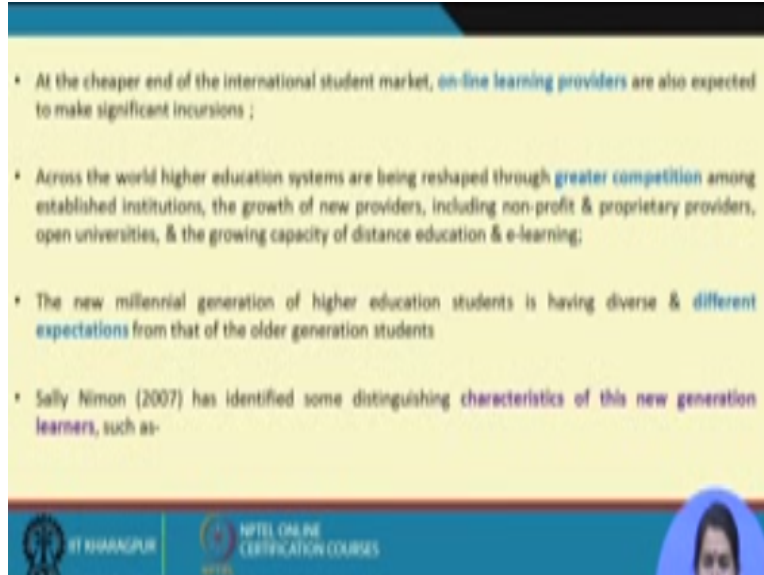 • At the cheaper end of the international student market, on-line learning providers are also expected
to make significant incursions ;
• Across the world higher education systems are being reshaped through greater competition among
established institutions, the growth of new providers, including non-profit & proprietary providers,
open universities, & the growing capacity of distance education & e-learning;
• The new millennial generation of higher education students is having diverse & different
expectations from that of the older generation students
• Sally Nimon (2007) has identified some distinguishing characteristics of this new generation
learners, such as-
IIT KHARAGPUR
NPTEL ONLINE
CERTIFICATION COURSES
NPTEL